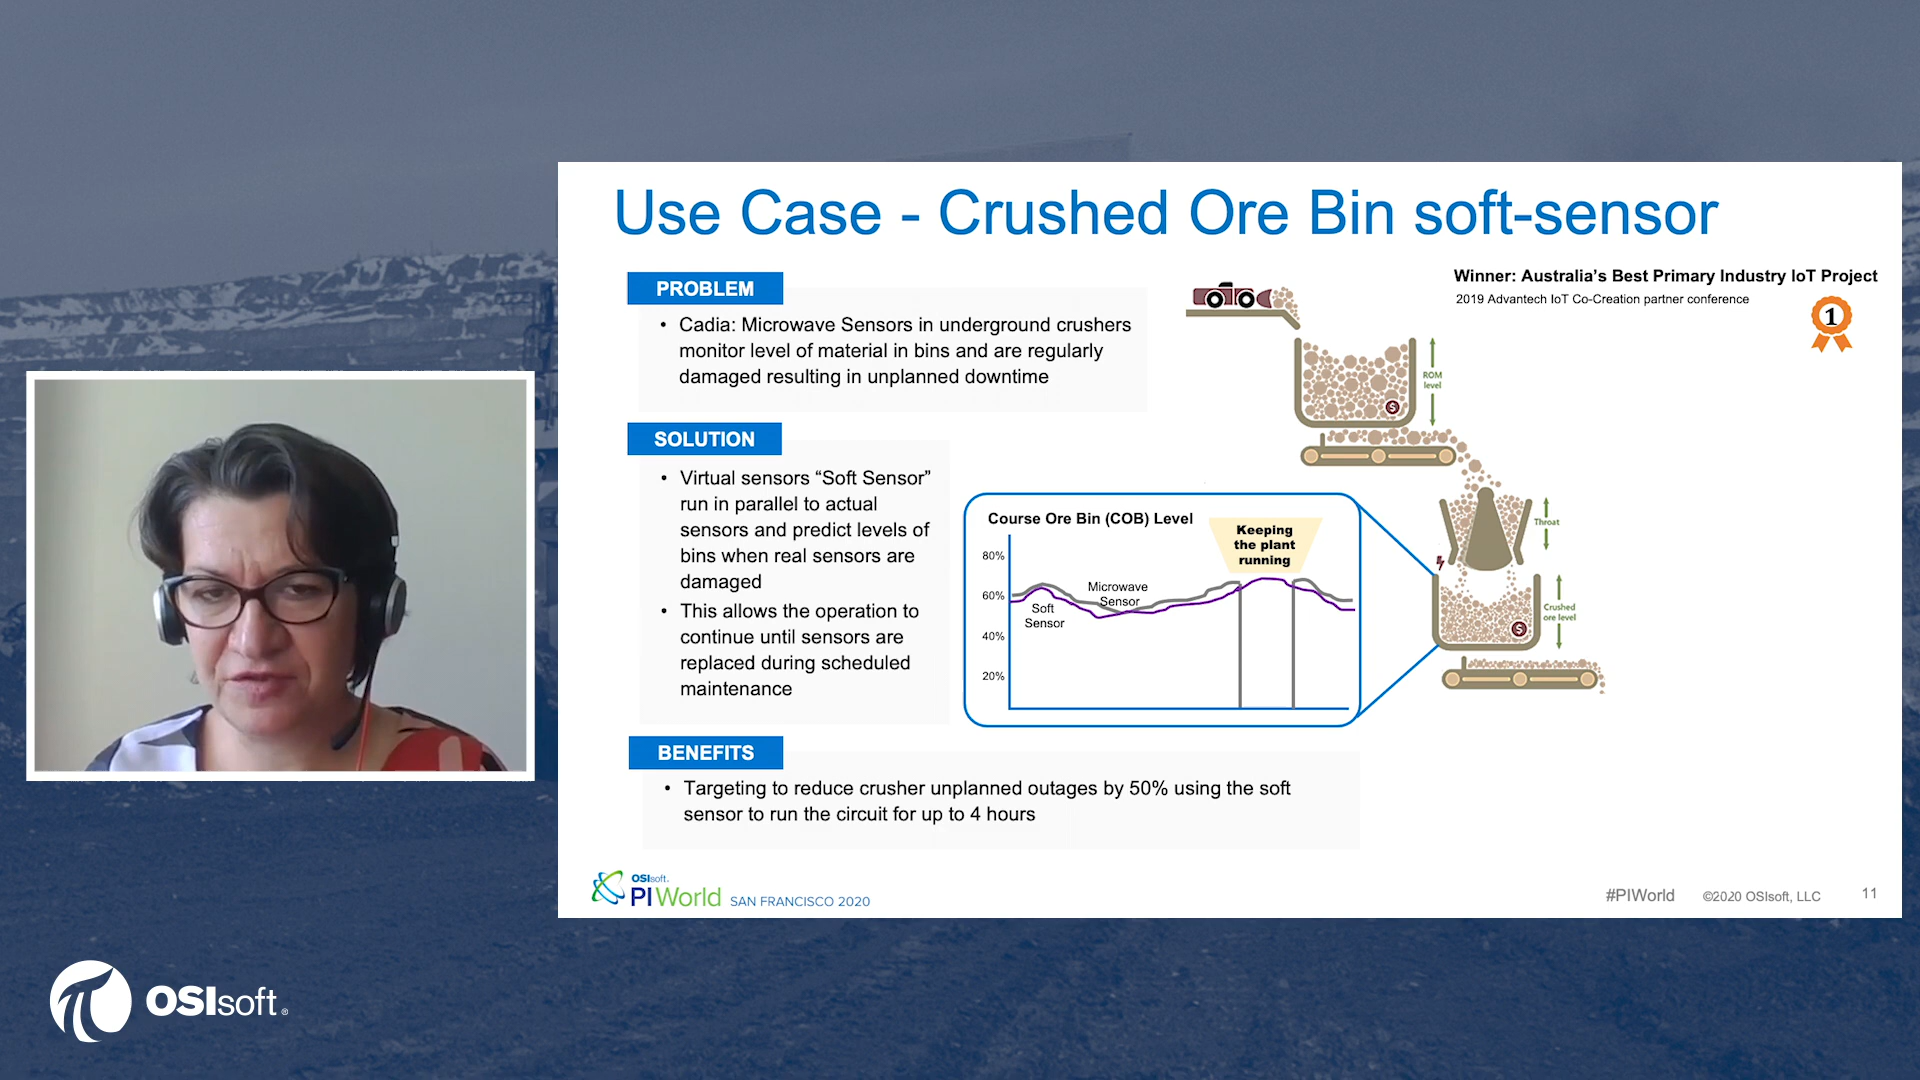 Use Case - Crushed Ore Bin soft-sensor
Winner: Australia's Best Primary Industry IoT Project
2019 Advantech IoT Co-Creation partner conference
1
PROBLEM
• Cadia: Microwave Sensors in underground crushers
monitor level of material in bins and are regularly
damaged resulting in unplanned downtime
SOLUTION
• Virtual sensors “Soft Sensor”
run in parallel to actual
sensors and predict levels of
bins when real sensors are
damaged
• This allows the operation to
continue until sensors are
replaced during scheduled
maintenance
Course Ore Bin (COB) Level
Keeping
the plant
running
80%
60%
40%
20%
Soft
Sensor
Microwave
Sensor
ROM
level
S
Throat
Crushed
ore level
S
BENEFITS
• Targeting to reduce crusher unplanned outages by 50% using the soft
sensor to run the circuit for up to 4 hours
OSIsoft.
PI World SAN FRANCISCO 2020
#PIWorld ©2020 OSIsoft, LLC 11
OSIsoft®